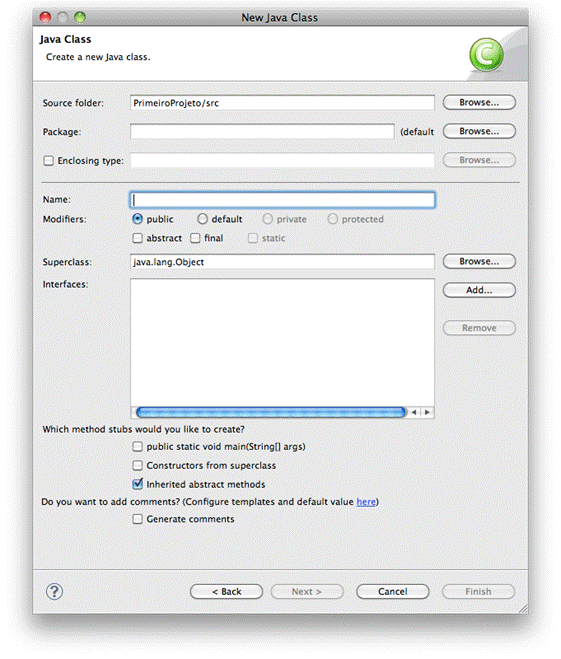 New Java Class
Java Class
Create a new Java class.
Source folder: PrimeiroProjeto/src Browse...
Package: (default Browse...
Enclosing type: Browse...
Name:
Modifiers: public default private protected
abstract final static
Superclass: java.lang.Object Browse...
Interfaces: Add...
Remove
Which method stubs would you like to create?
public static void main(String[] args)
Constructors from superclass
Inherited abstract methods
Do you want to add comments? (Configure templates and default value here)
Generate comments
? < Back Next > Cancel Finish